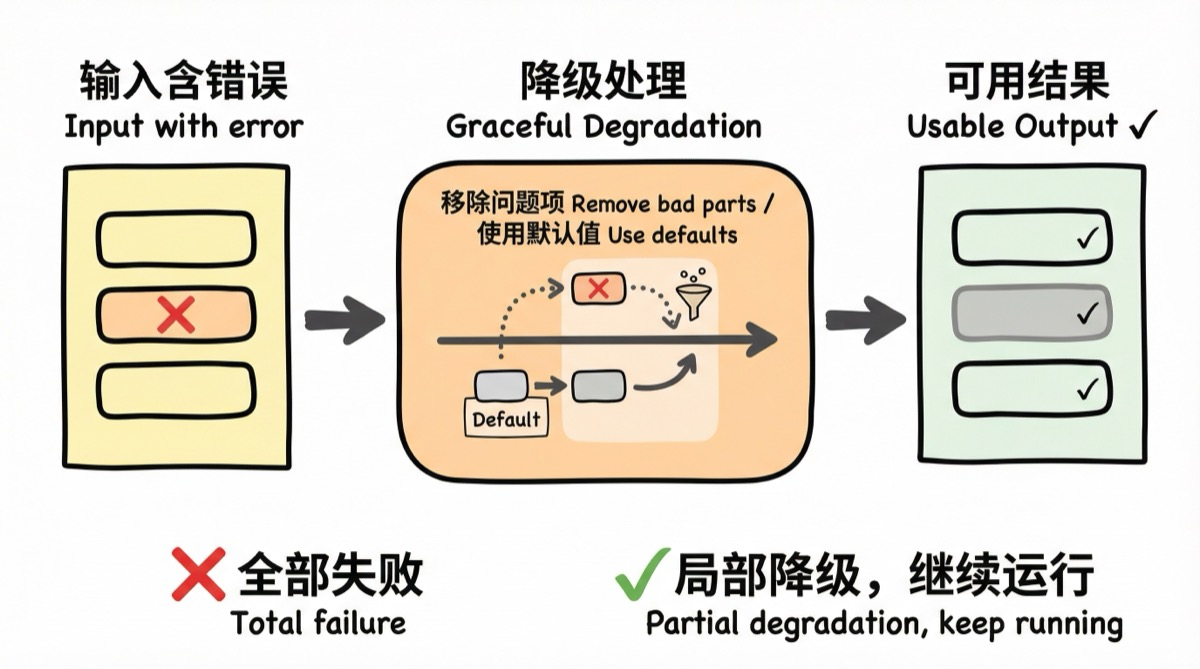 输入含错误
Input with error
降级处理
Graceful Degradation
移除问题项 Remove bad parts /
使用默认值 Use defaults
Default
可用结果
Usable Output ✓
❌ 全部失败
Total failure
✓ 局部降级，继续运行
Partial degradation, keep running